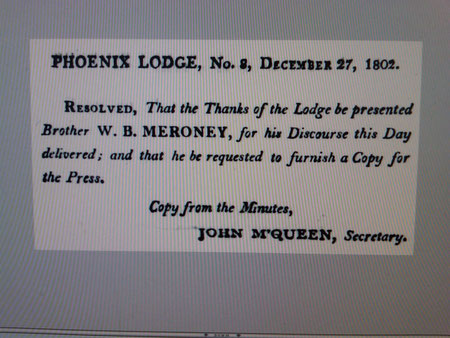 PHOENIX LODGE, No. 8, DECEMBER 27, 1802.
RESOLVED, That the Thanks of the Lodge be presented
Brother W. B. MERONEY, for his Discourse this Day
delivered; and that he be requested to furnish a Copy for
the Press.
Copy from the Minutes,
JOHN M'QUEEN, Secretary.